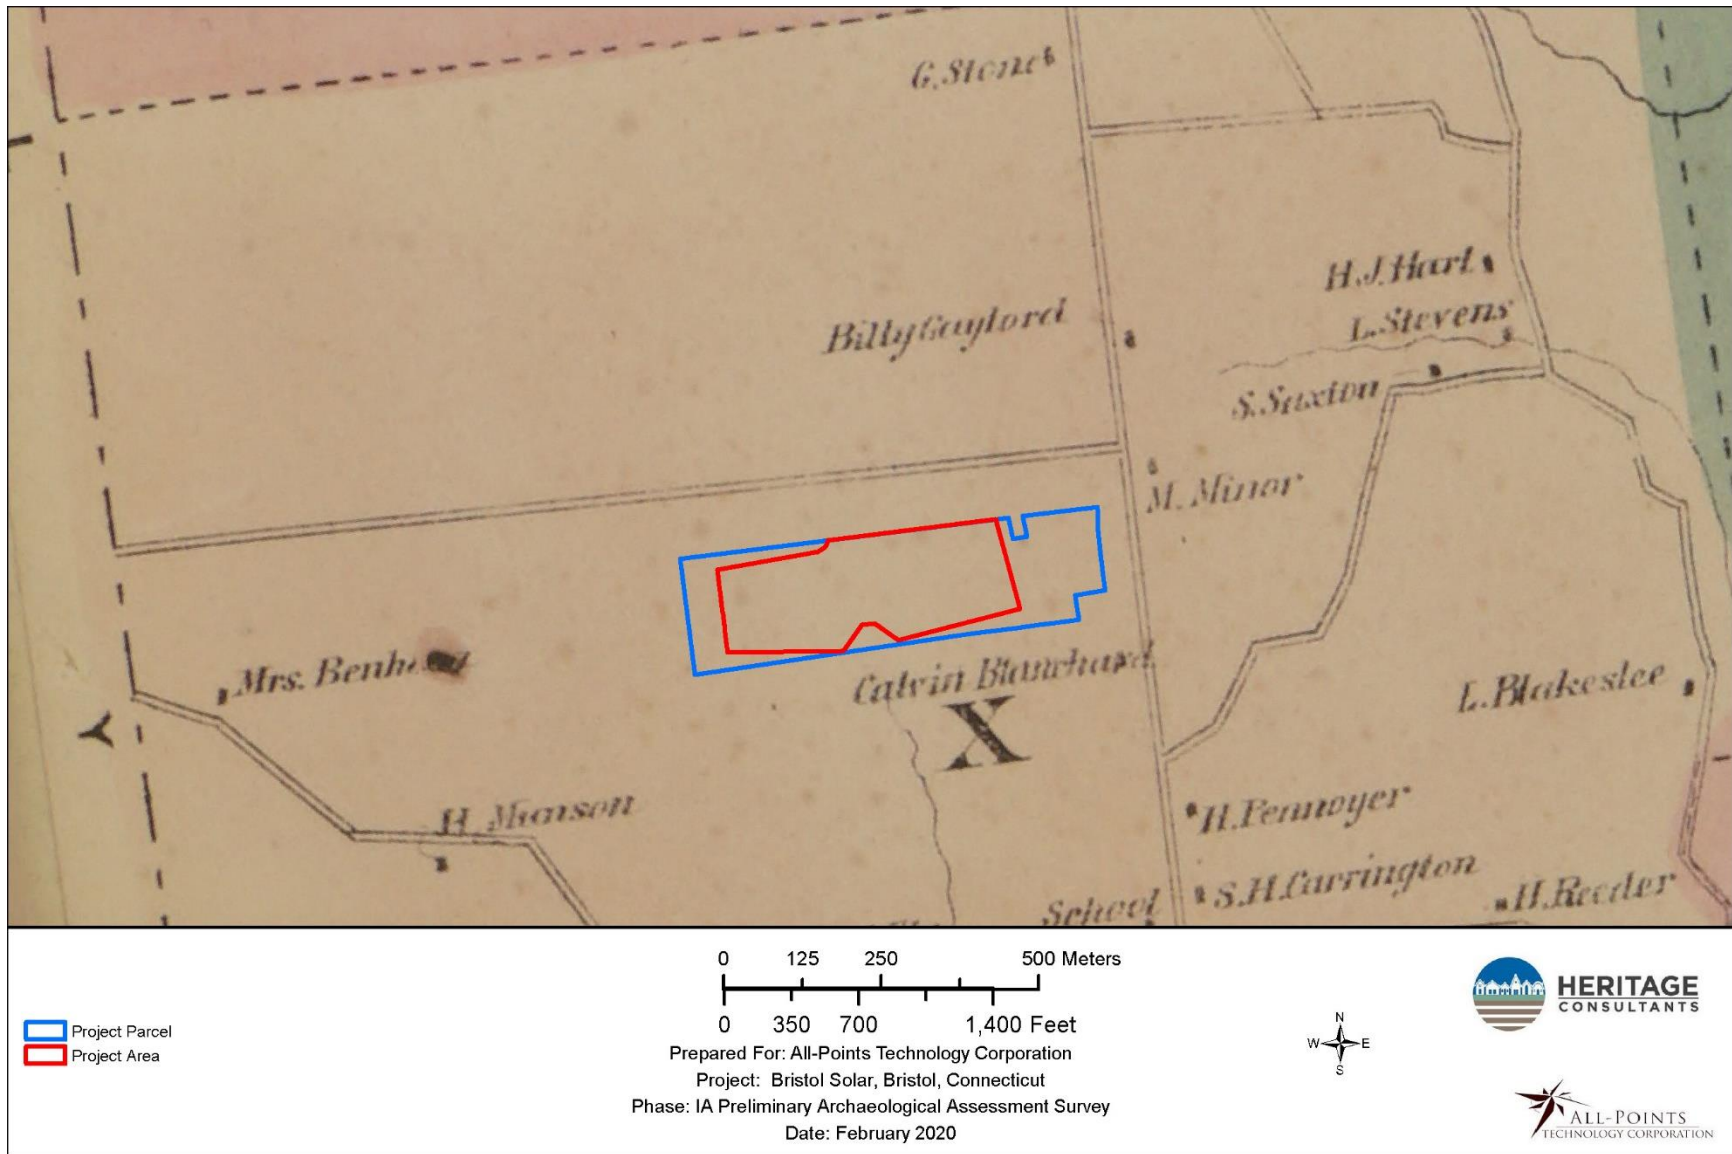 G. Stone
H. J. Hart
L. Stevens
Billy Gaylord
S. Saxton
M. Minor
Mrs. Benh
Calvin Blanchard
X
L. Blakeslee
H. Munson
H. Pennoyer
S. H. Carrington
School
H. Reeder
0 125 250 500 Meters
0 350 700 1,400 Feet
Project Parcel
Project Area
Prepared For: All-Points Technology Corporation
Project: Bristol Solar, Bristol, Connecticut
Phase: IA Preliminary Archaeological Assessment Survey
Date: February 2020
N
W E
S
HERITAGE
CONSULTANTS
ALL-POINTS
TECHNOLOGY CORPORATION